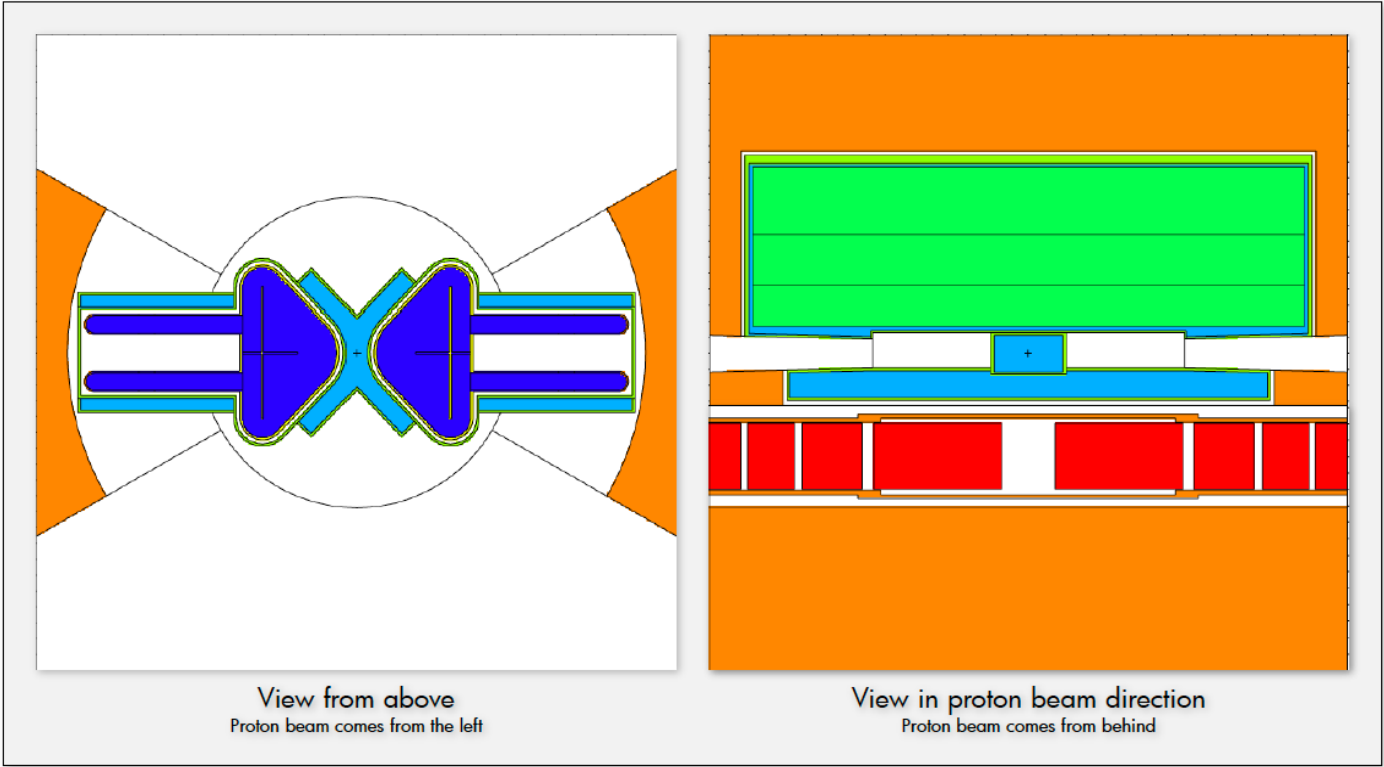 View from above
Proton beam comes from the left
View in proton beam direction
Proton beam comes from behind